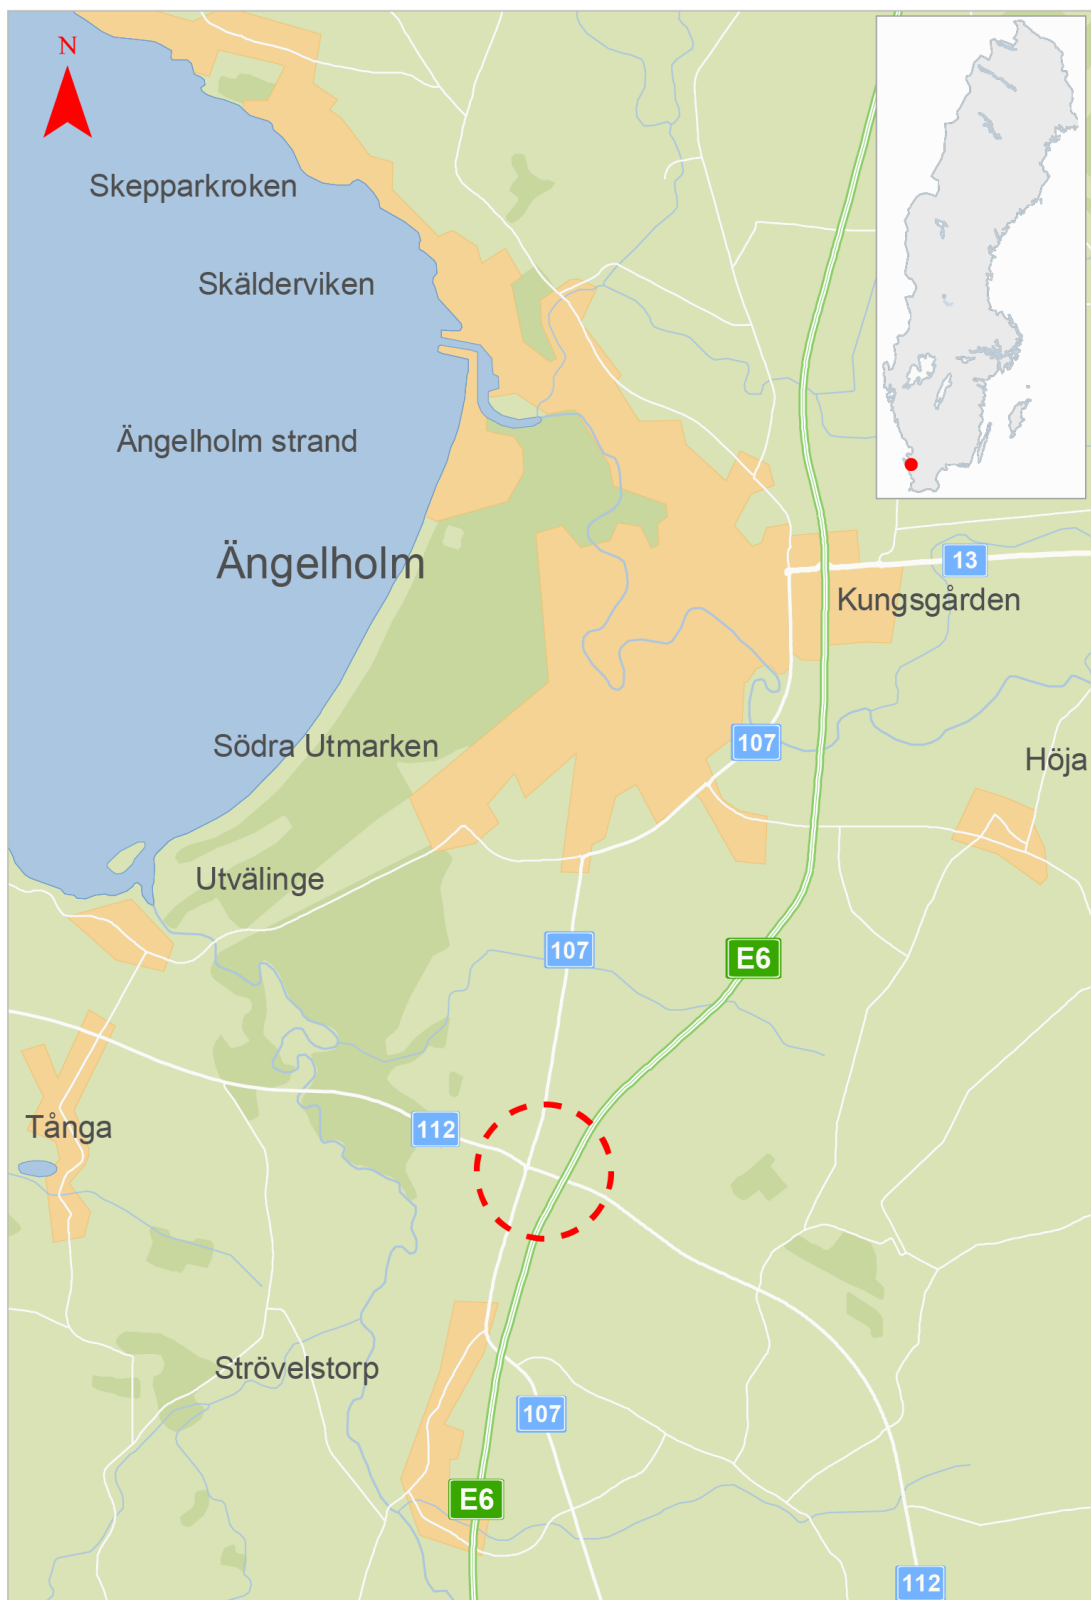 N
Skepparkroken
Skälderviken
Ängelholm strand
Ängelholm
13
Kungsgården
Södra Utmarken
107
Höja
Utvälinge
107
E6
Tånga
112
Strövelstorp
107
E6
112